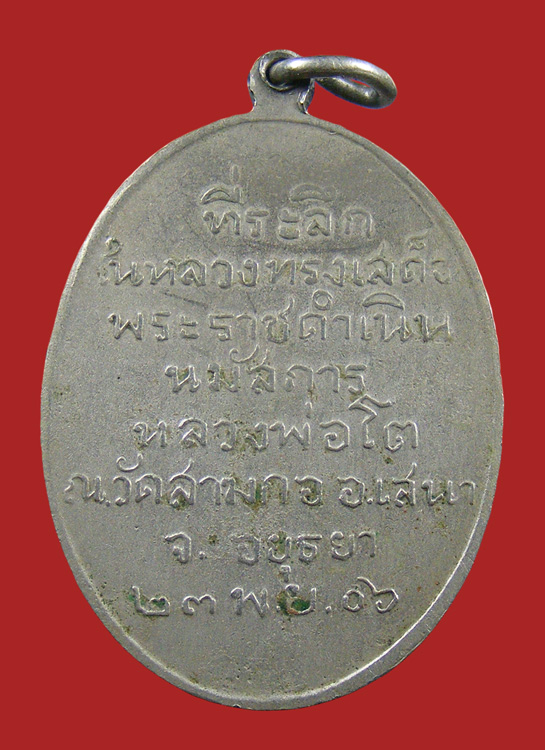 ที่ระลึก
ในหลวงทรงเสด็จ
พระราชดำเนิน
นมัสการ
หลวงพ่อโต
ณ.วัดสามกอ อ.เสนา
จ. อยุธยา
๒๓ พ.ย. ๑๖